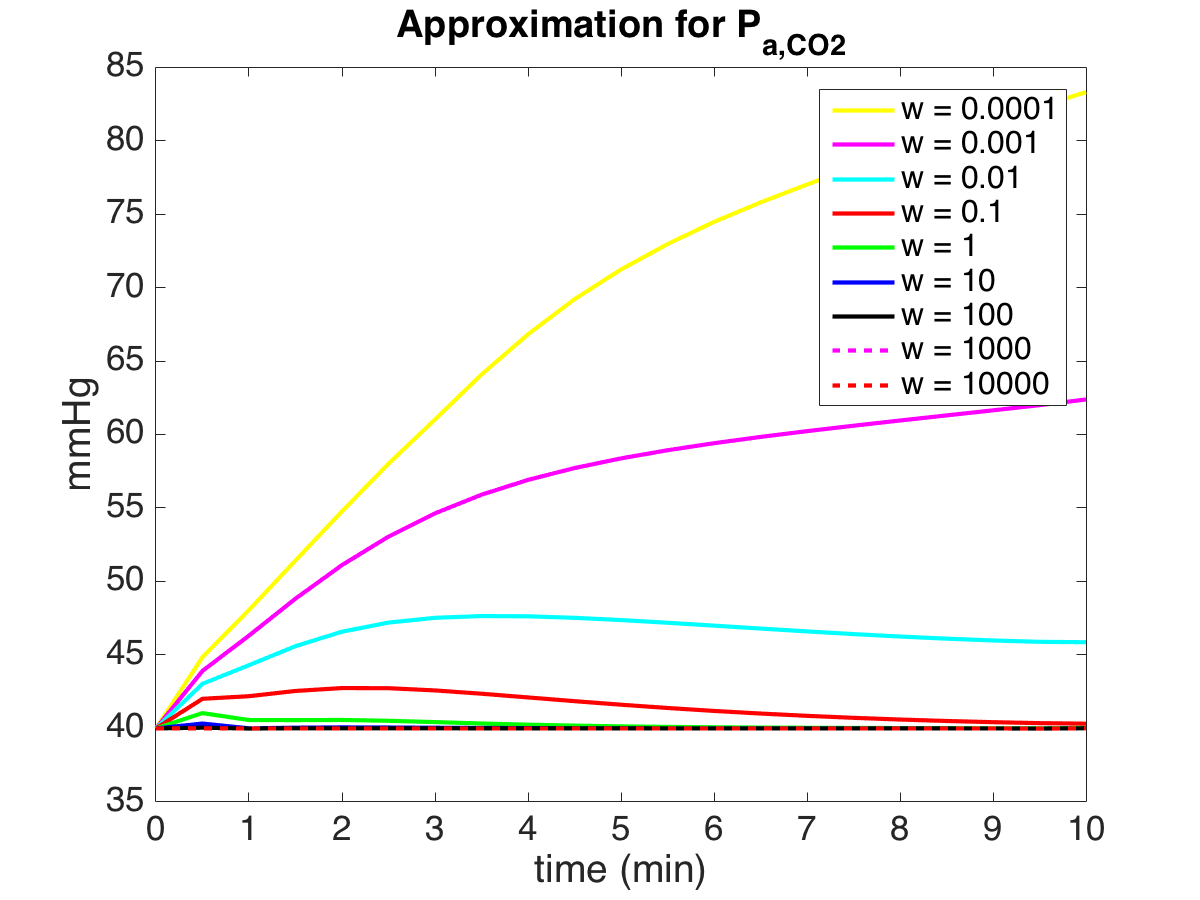 Approximation for Pa,CO2
85
80
75
70
65
60
55
50
45
40
35
mmHg
w = 0.0001
w = 0.001
w = 0.01
w = 0.1
w = 1
w = 10
w = 100
w = 1000
w = 10000
0 1 2 3 4 5 6 7 8 9 10
time (min)